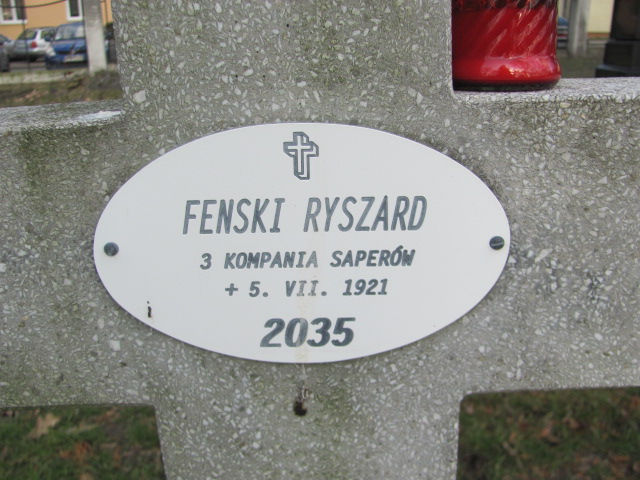 FENSKI RYSZARD
3 KOMPANIA SAPERÓW
+ 5. VII. 1921
2035